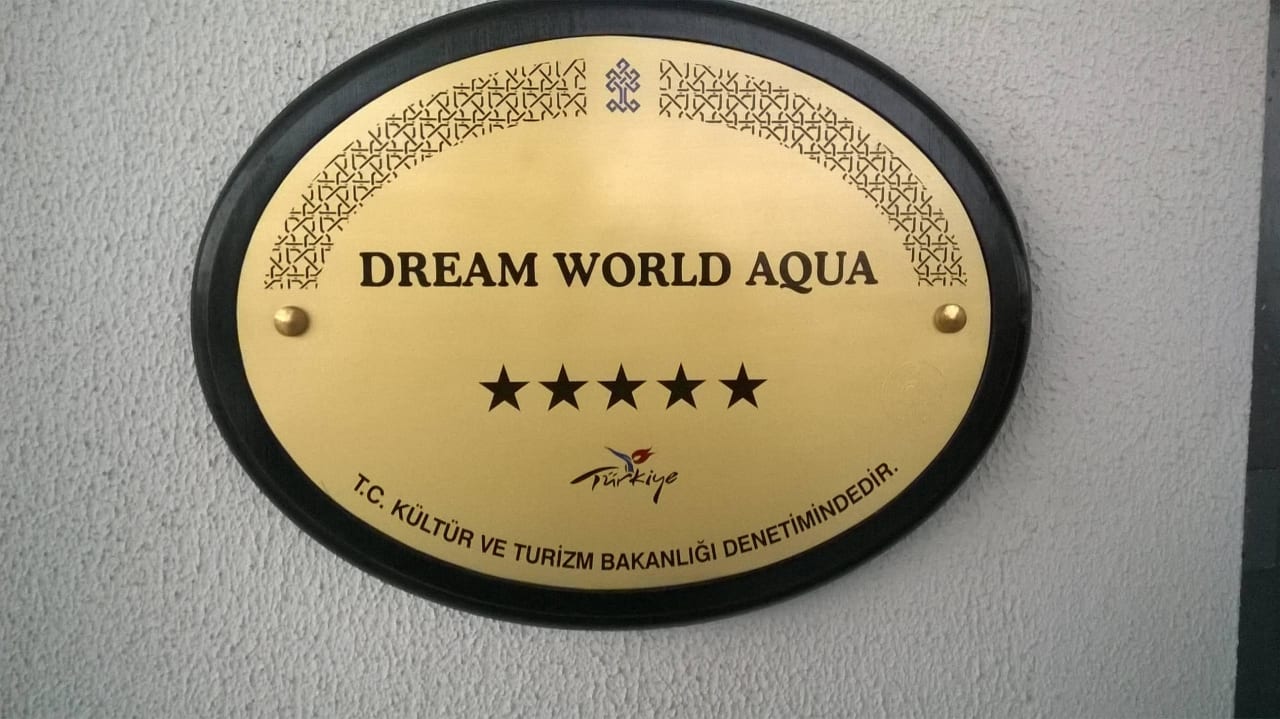 DREAM WORLD AQUA
Türkiye
T.C. KÜLTÜR VE TURİZM BAKANLIĞI DENETİMİNDEDİR.